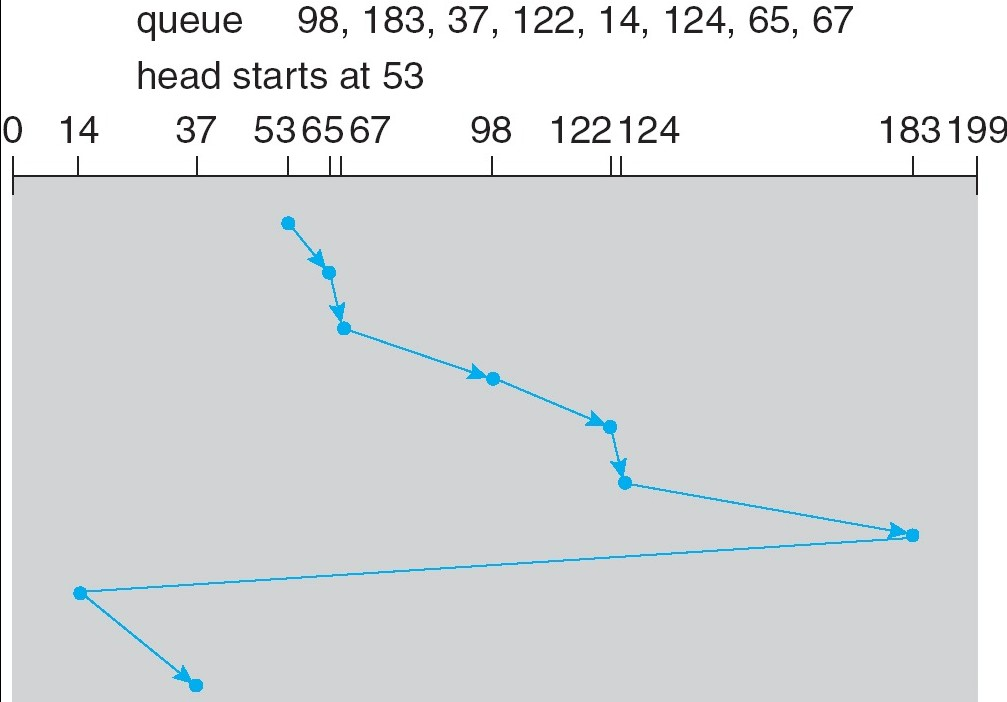 queue 98, 183, 37, 122, 14, 124, 65, 67
head starts at 53
0 14 37 53 65 67 98 122 124 183 199